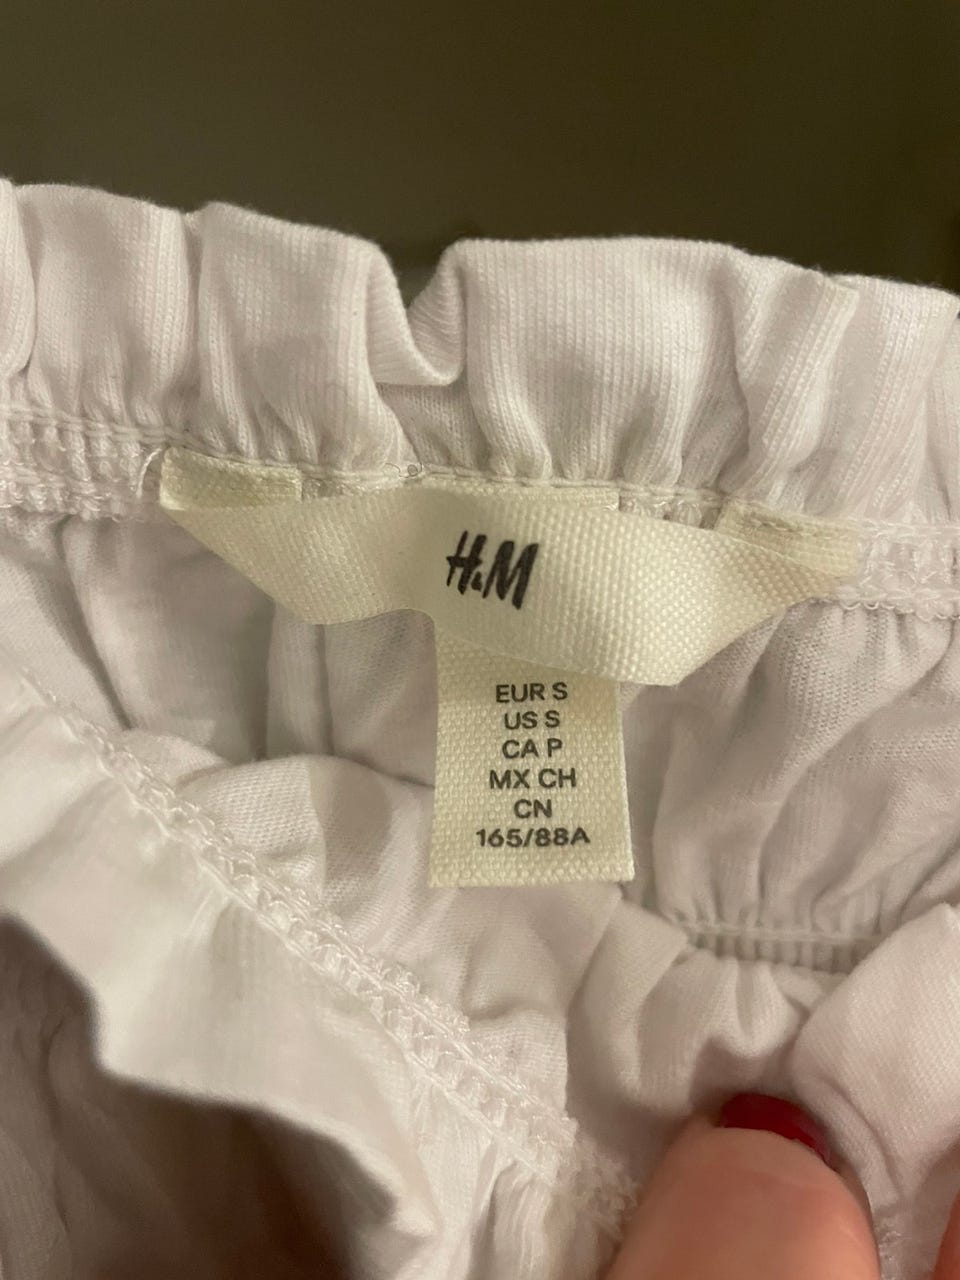 H&M
EUR S
US S
CA P
MX CH
CN
165/88A